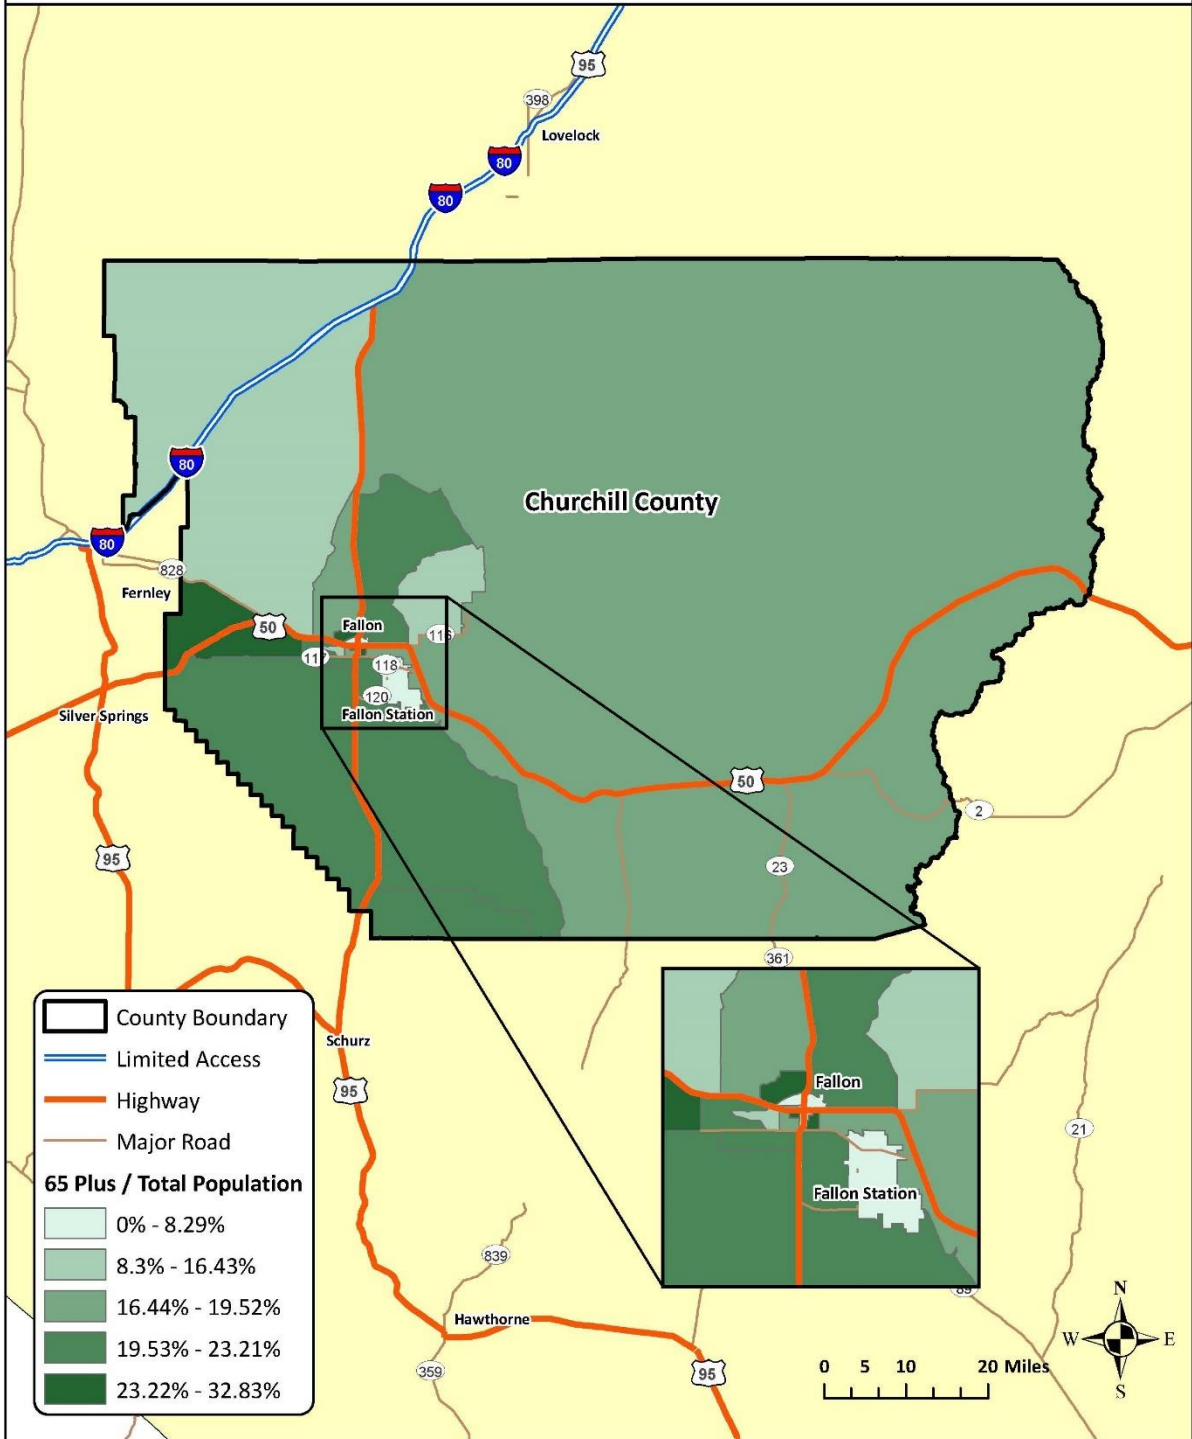 95
398
Lovelock
80
80
80
Churchill County
80
828
Fernley
50
Fallon
116
117
118
120
Fallon Station
Silver Springs
50
2
95
23
361
County Boundary
Limited Access
Highway
Major Road
65 Plus / Total Population
0% - 8.29%
8.3% - 16.43%
16.44% - 19.52%
19.53% - 23.21%
23.22% - 32.83%
Schurz
95
Fallon
Fallon Station
21
839
Hawthorne
359
95
0 5 10 20 Miles
N
W E
S